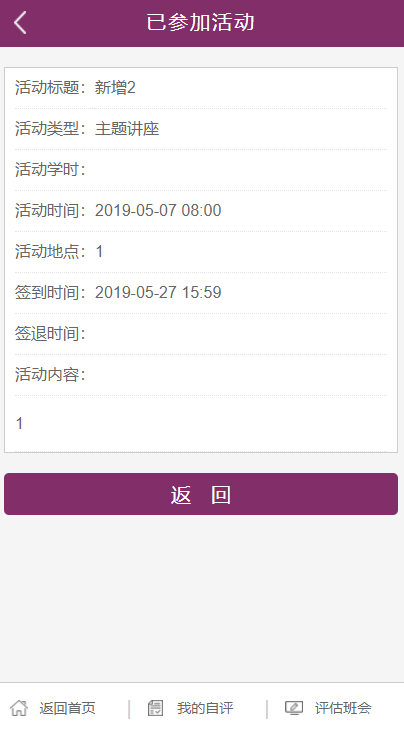 已参加活动
活动标题：新增2
活动类型：主题讲座
活动学时：
活动时间：2019-05-07 08:00
活动地点：1
签到时间：2019-05-27 15:59
签退时间：
活动内容：
1
返 回
返回首页 | 我的自评 | 评估班会